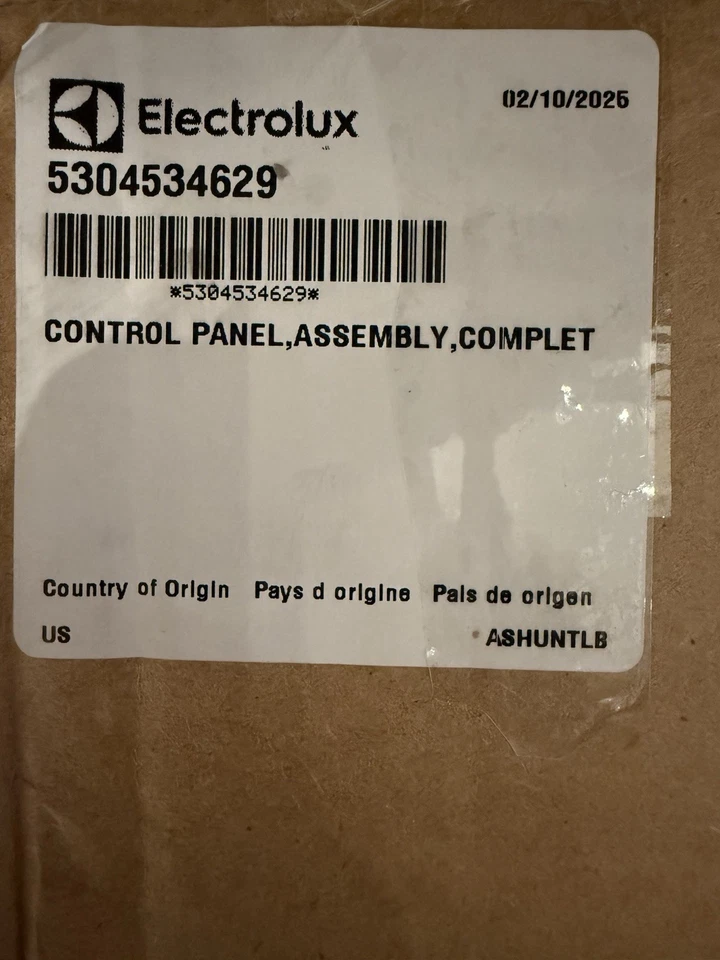 Electrolux
02/10/2025
5304534629
*5304534629*
CONTROL PANEL,ASSEMBLY,COMPLET
Country of Origin Pays d origine Pais de origen
US ASHUNTLB